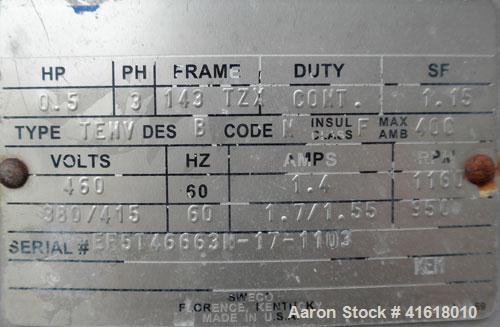 HP PH FRAME DUTY SF
0.5 3 143 TZX CONT. 1.15
TYPE TENV DES B CODE N INSUL CLASS F MAX AMB 40C
VOLTS HZ AMPS RPM
460 60 1.4 1160
380/415 60 1.7/1.55 950
SERIAL #
-17-1103
SWECO
FLORENCE, KENTUCKY
MADE IN U.S.A.
Aaron Stock # 41618010